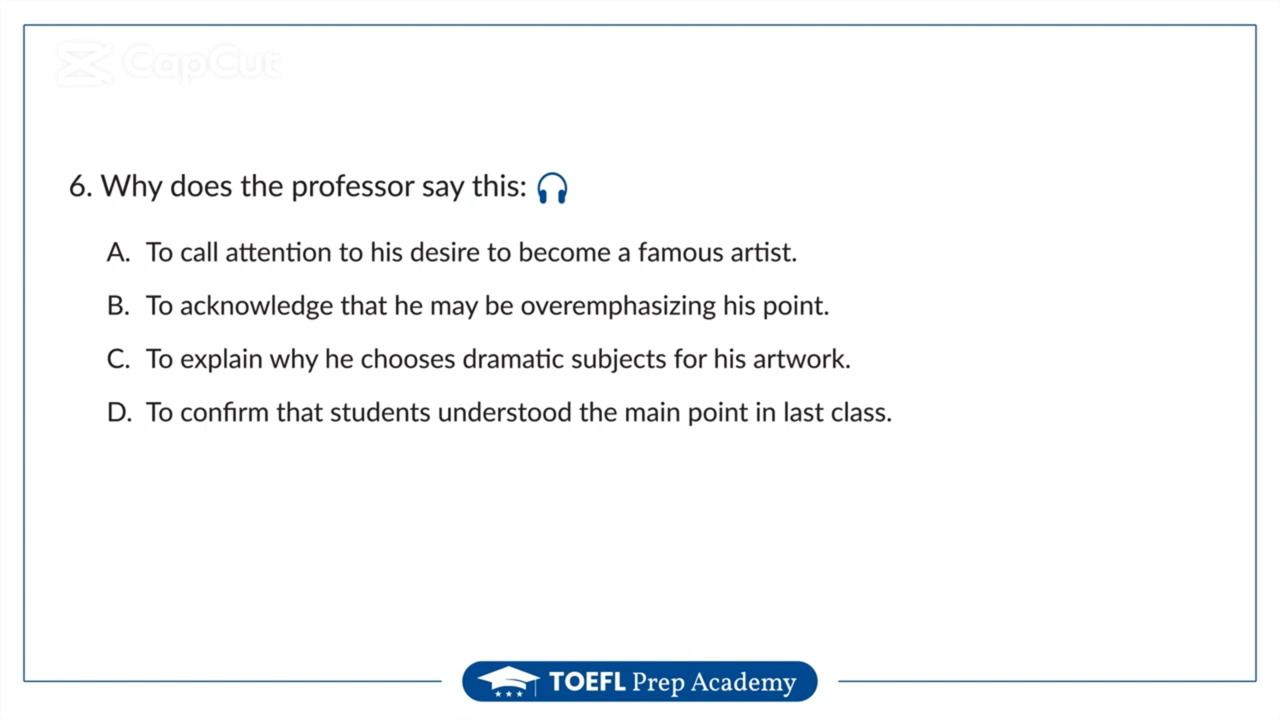 CapCut
6. Why does the professor say this:
A. To call attention to his desire to become a famous artist.
B. To acknowledge that he may be overemphasizing his point.
C. To explain why he chooses dramatic subjects for his artwork.
D. To confirm that students understood the main point in last class.
TOEFL Prep Academy